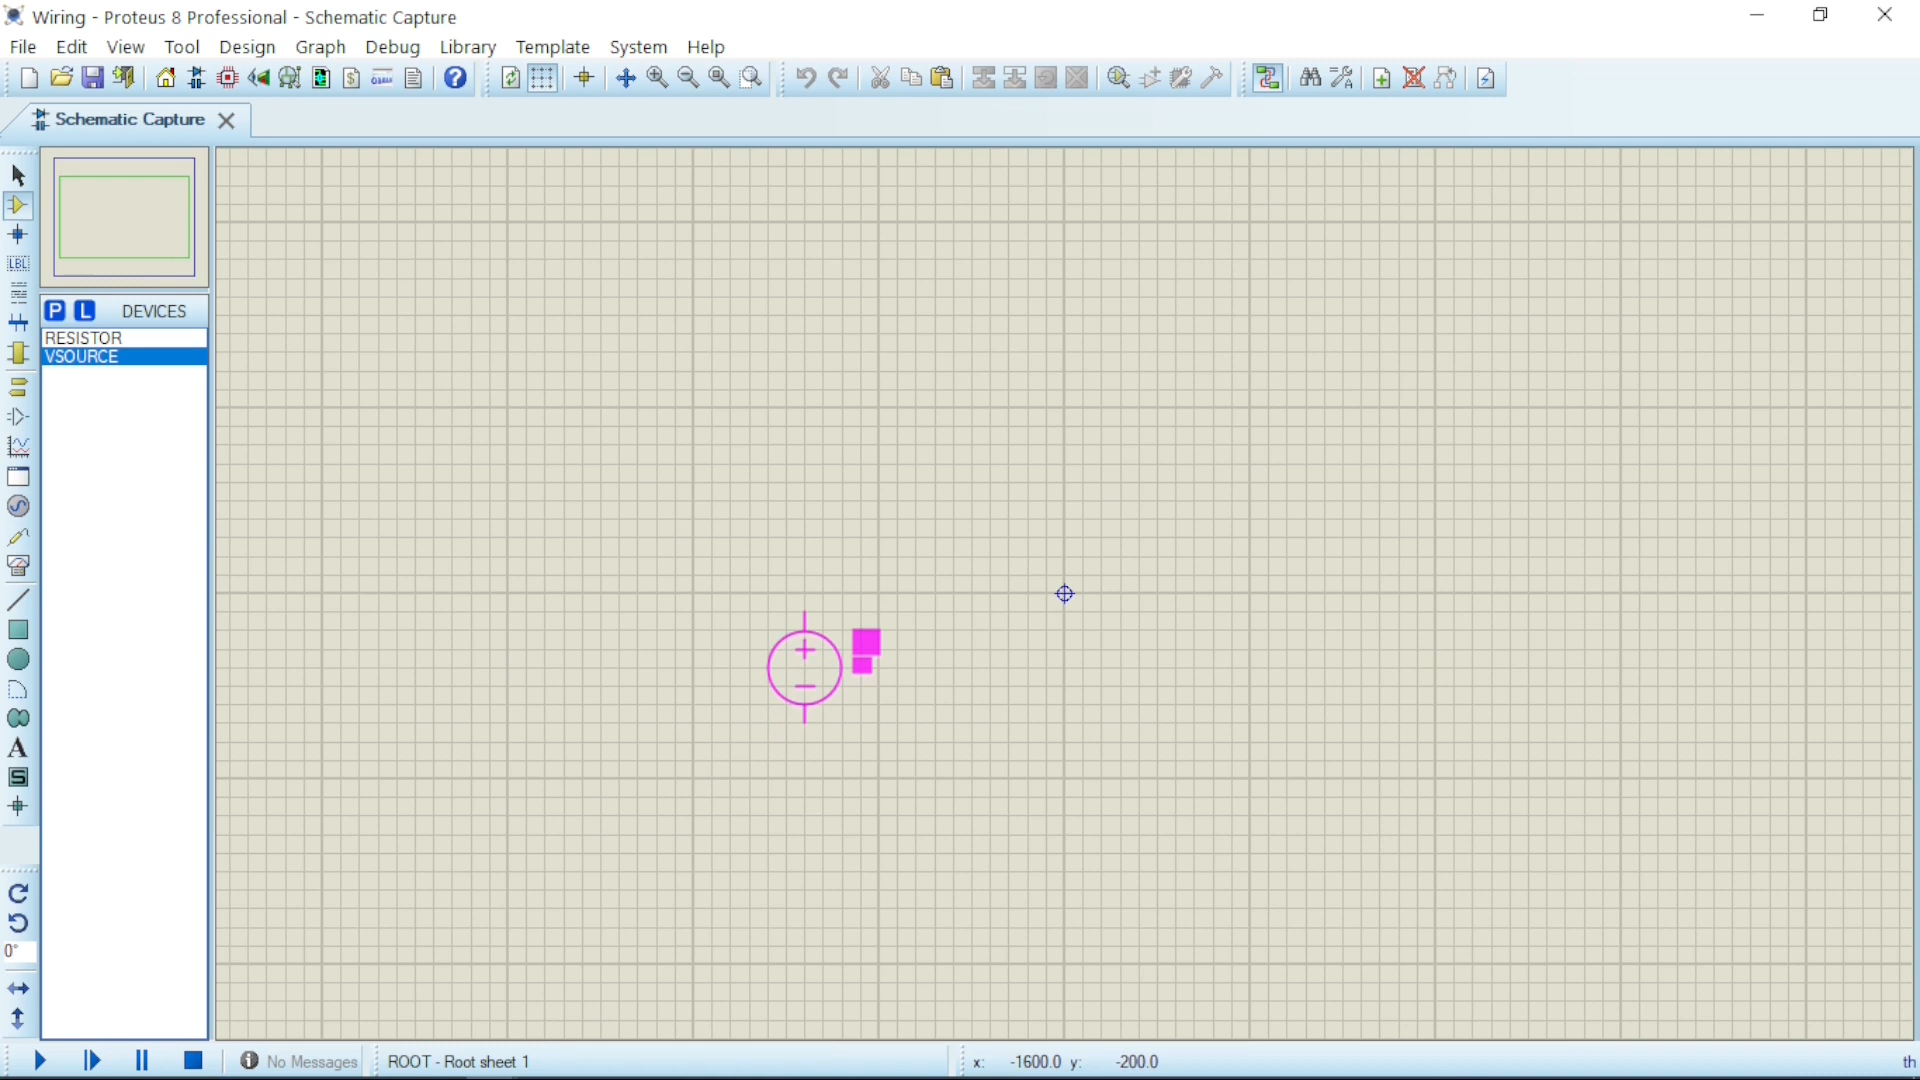 Wiring - Proteus 8 Professional - Schematic Capture
File Edit View Tool Design Graph Debug Library Template System Help
Schematic Capture
LBL
P L DEVICES
RESISTOR
VSOURCE
A
S
0°
No Messages ROOT - Root sheet 1 x: -1600.0 y: -200.0 th